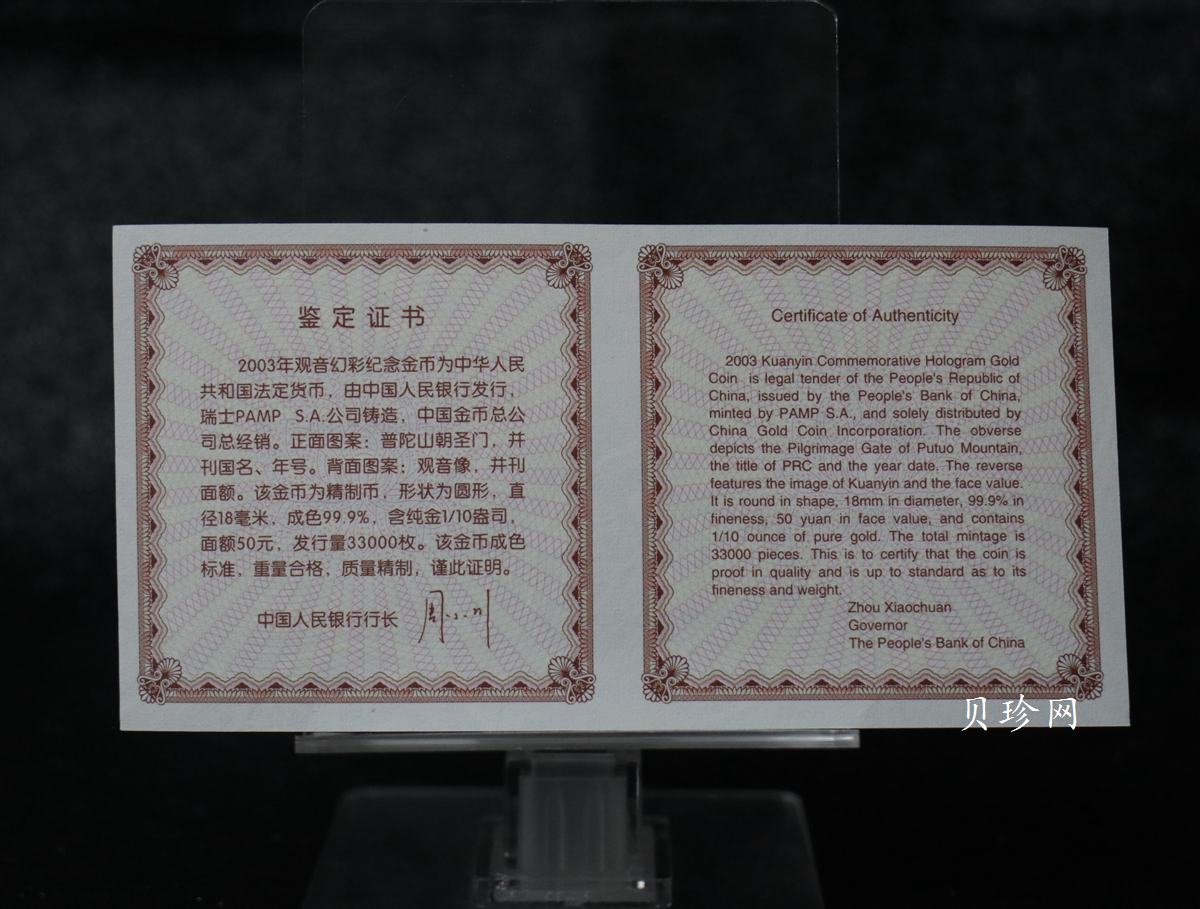 鉴定证书
2003年观音幻彩纪念金币为中华人民
共和国法定货币，由中国人民银行发行，
瑞士PAMP S.A.公司铸造，中国金币总公
司总经销。正面图案：普陀山朝圣门，并
刊国名、年号。背面图案：观音像，并刊
面额。该金币为精制币，形状为圆形，直
径18毫米，成色99.9%，含纯金1/10盎司，
面额50元，发行量33000枚。该金币成色
标准，重量合格，质量精制，谨此证明。
中国人民银行行长
Certificate of Authenticity
2003 Kuanyin Commemorative Hologram Gold
Coin is legal tender of the People's Republic of
China, issued by the People's Bank of China,
minted by PAMP S.A., and solely distributed by
China Gold Coin Incorporation. The obverse
depicts the Pilgrimage Gate of Putuo Mountain,
the title of PRC and the year date. The reverse
features the image of Kuanyin and the face value.
It is round in shape, 18mm in diameter, 99.9% in
fineness, 50 yuan in face value, and contains
1/10 ounce of pure gold. The total mintage is
33000 pieces. This is to certify that the coin is
proof in quality and is up to standard as to its
fineness and weight.
Zhou Xiaochuan
Governor
The People's Bank of China
贝珍网